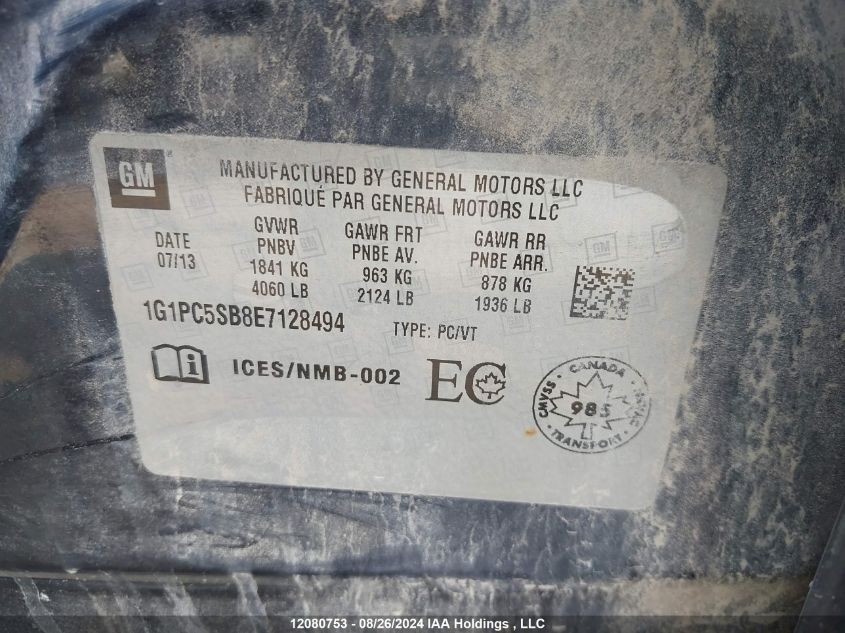 GM
MANUFACTURED BY GENERAL MOTORS LLC
FABRIQUÉ PAR GENERAL MOTORS LLC
DATE
07/13
GVWR
PNBV
1841 KG
4060 LB
GAWR FRT
PNBE AV.
963 KG
2124 LB
GAWR RR
PNBE ARR.
878 KG
1936 LB
1G1PC5SB8E7128494
TYPE: PC/VT
ICES/NMB-002
EC
CANADA
CMVSS
985
TRANSPORT
12080753 - 08/26/2024 IAA Holdings , LLC